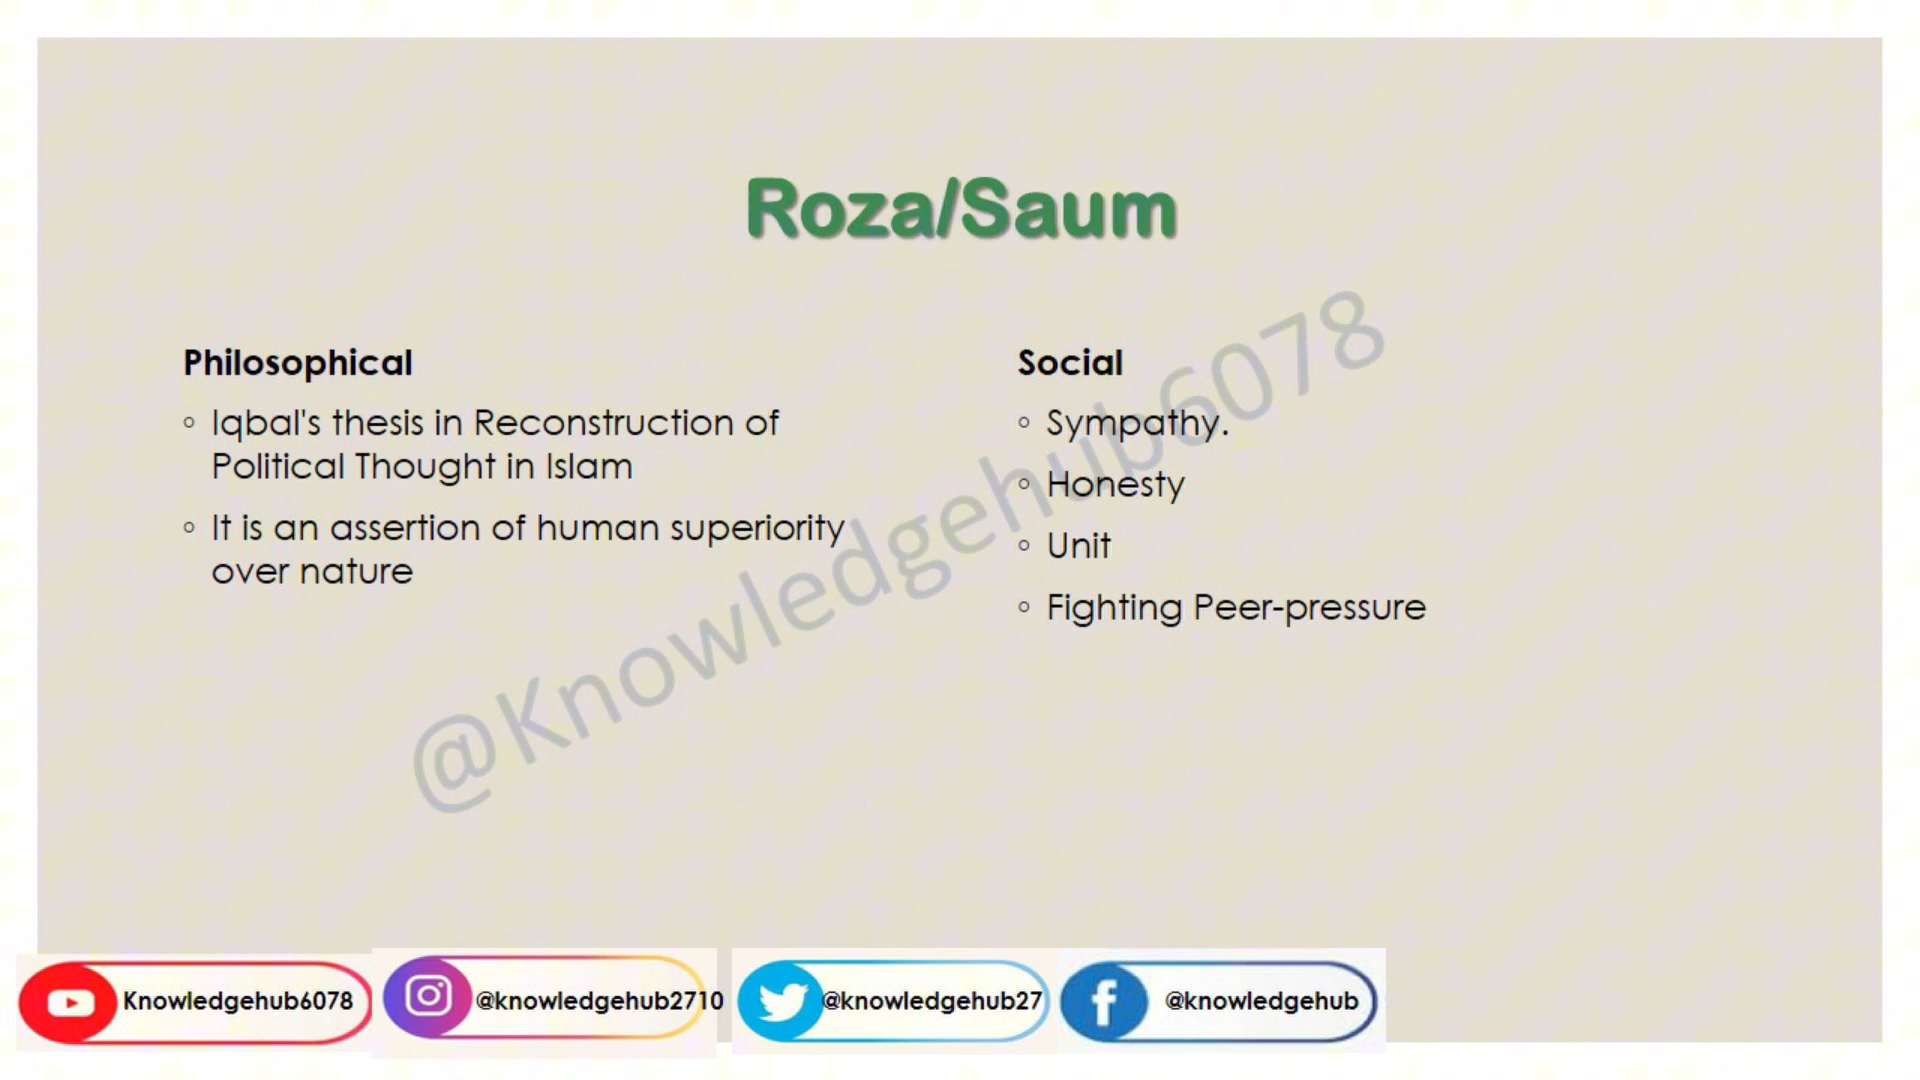 Roza/Saum
Philosophical
◦ Iqbal's thesis in Reconstruction of
Political Thought in Islam
◦ It is an assertion of human superiority
over nature
Social
◦ Sympathy.
◦ Honesty
◦ Unit
◦ Fighting Peer-pressure
@Knowledgehub6078
Knowledgehub6078
@knowledgehub2710
@knowledgehub27
@knowledgehub